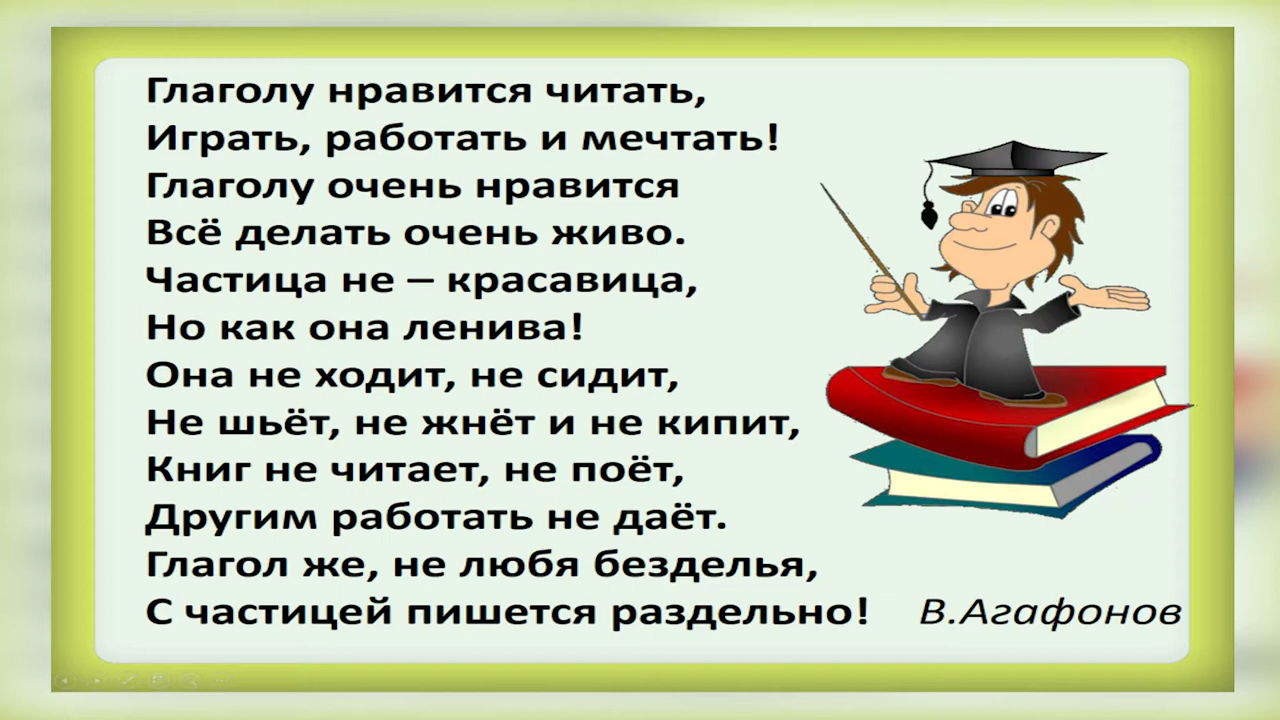 Глаголу нравится читать,
Играть, работать и мечтать!
Глаголу очень нравится
Всё делать очень живо.
Частица не – красавица,
Но как она ленива!
Она не ходит, не сидит,
Не шьёт, не жнёт и не кипит,
Книг не читает, не поёт,
Другим работать не даёт.
Глагол же, не любя безделья,
С частицей пишется раздельно! В.Агафонов